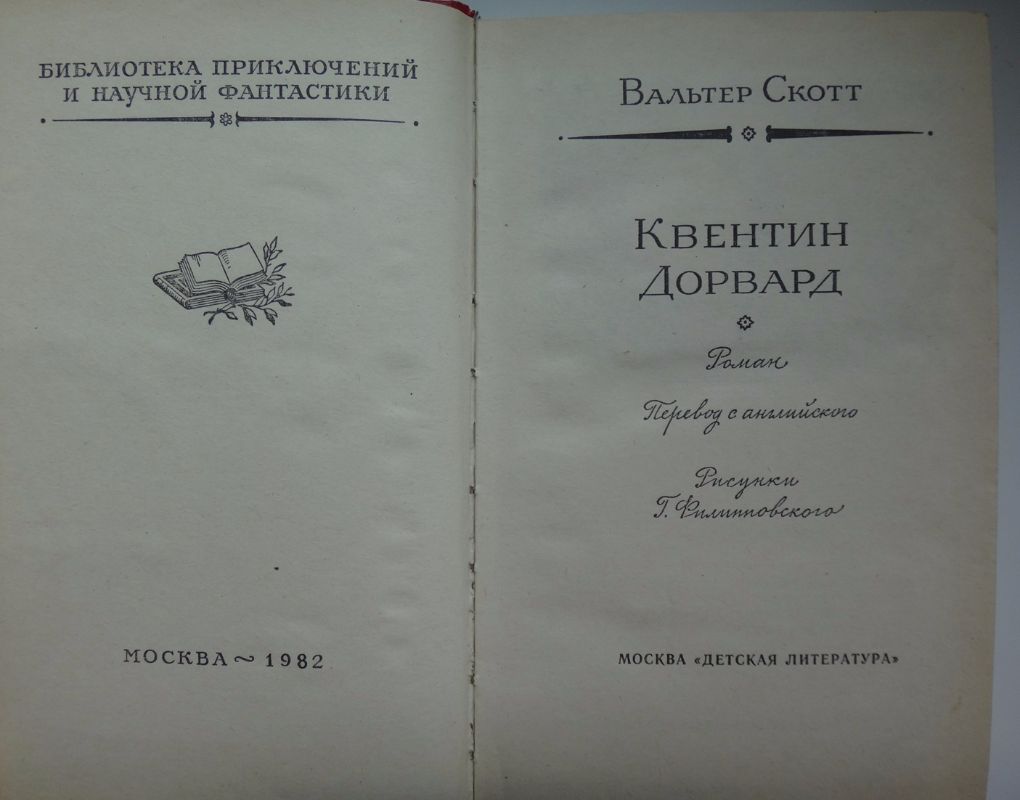 БИБЛИОТЕКА ПРИКЛЮЧЕНИЙ
И НАУЧНОЙ ФАНТАСТИКИ
МОСКВА ~ 1982
ВАЛЬТЕР СКОТТ
КВЕНТИН
ДОРВАРД
Роман
Перевод с английского
Рисунки
Г. Филипповского
МОСКВА «ДЕТСКАЯ ЛИТЕРАТУРА»